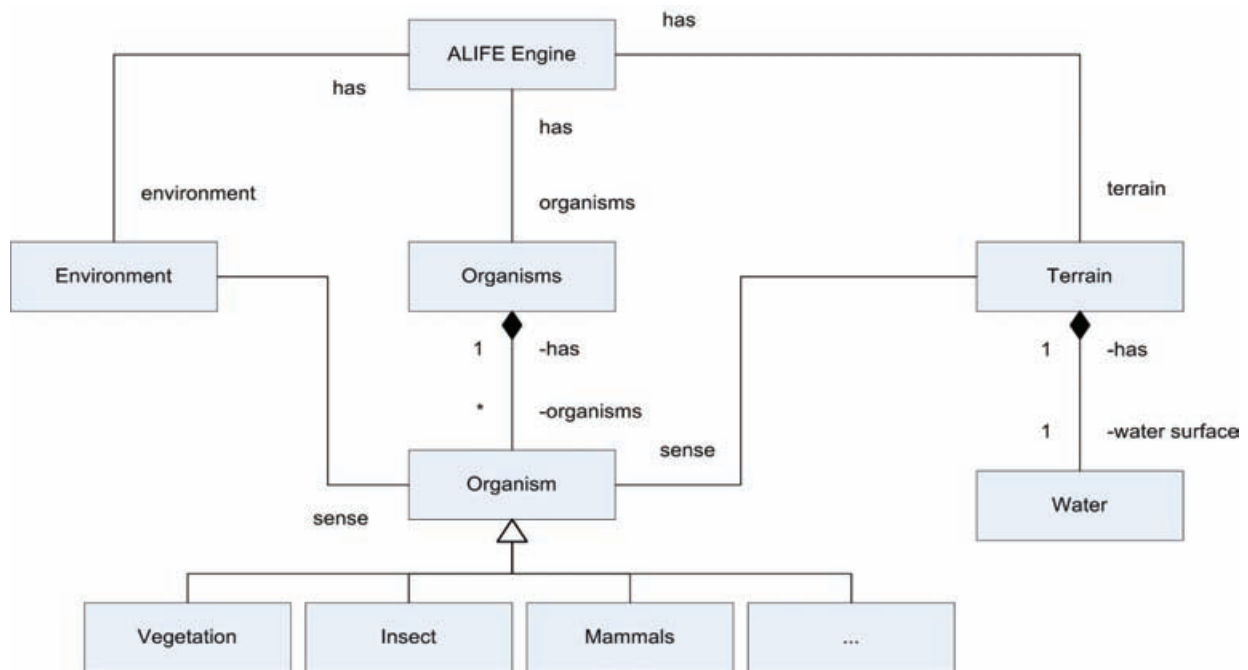 has
ALIFE Engine
has
has
environment
organisms
terrain
Environment
Organisms
Terrain
1 -has
1 -has
* -organisms
1 -water surface
sense
Organism
Water
sense
Vegetation
Insect
Mammals
...